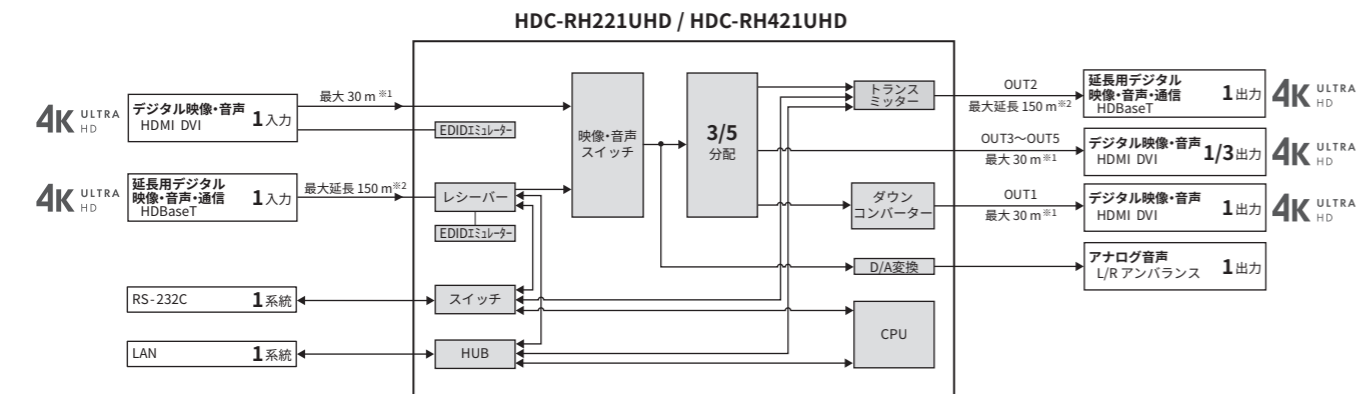 HDC-RH221UHD / HDC-RH421UHD
4K ULTRA HD
デジタル映像・音声
HDMI DVI
1入力
最大 30 m ※1
EDIDエミュレーター
4K ULTRA HD
延長用デジタル
映像・音声・通信
HDBaseT
1入力
最大延長 150 m※2
レシーバー
EDIDエミュレーター
RS-232C
1系統
スイッチ
LAN
1系統
HUB
映像・音声
スイッチ
3/5
分配
トランス
ミッター
ダウン
コンバーター
D/A変換
CPU
OUT2
最大延長 150 m※2
延長用デジタル
映像・音声・通信
HDBaseT
1出力
4K ULTRA HD
OUT3〜OUT5
最大 30 m ※1
デジタル映像・音声
HDMI DVI
1/3出力
4K ULTRA HD
OUT1
最大 30 m ※1
デジタル映像・音声
HDMI DVI
1出力
4K ULTRA HD
アナログ音声
L/R アンバランス
1出力